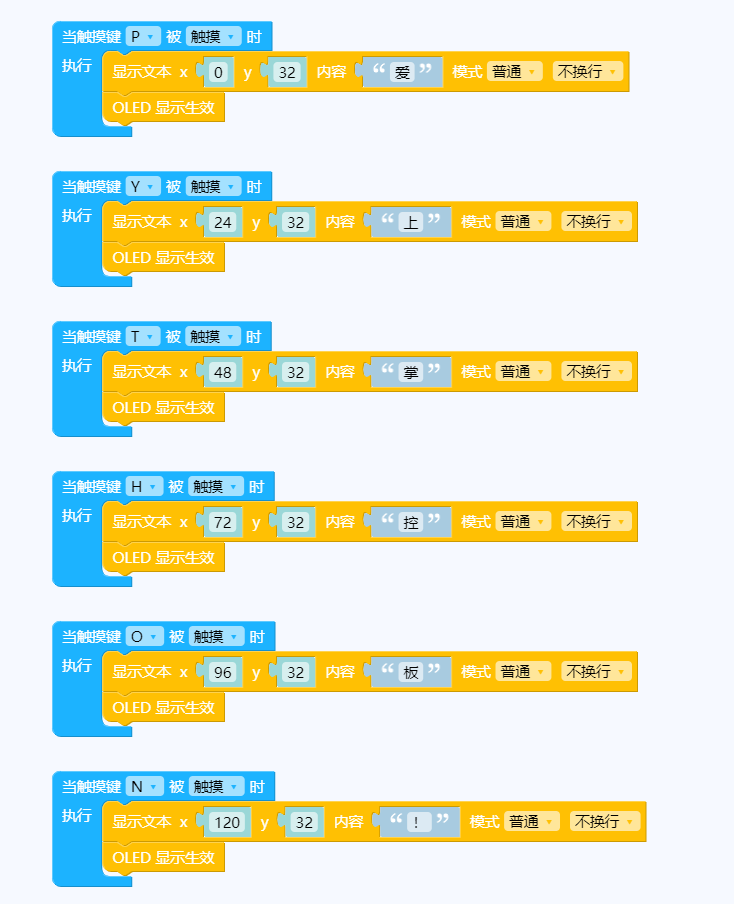 当触摸键 P 被 触摸 时
执行 显示文本 x 0 y 32 内容 “ 爱 ” 模式 普通 不换行
OLED 显示生效
当触摸键 Y 被 触摸 时
执行 显示文本 x 24 y 32 内容 “ 上 ” 模式 普通 不换行
OLED 显示生效
当触摸键 T 被 触摸 时
执行 显示文本 x 48 y 32 内容 “ 掌 ” 模式 普通 不换行
OLED 显示生效
当触摸键 H 被 触摸 时
执行 显示文本 x 72 y 32 内容 “ 控 ” 模式 普通 不换行
OLED 显示生效
当触摸键 O 被 触摸 时
执行 显示文本 x 96 y 32 内容 “ 板 ” 模式 普通 不换行
OLED 显示生效
当触摸键 N 被 触摸 时
执行 显示文本 x 120 y 32 内容 “ ！ ” 模式 普通 不换行
OLED 显示生效